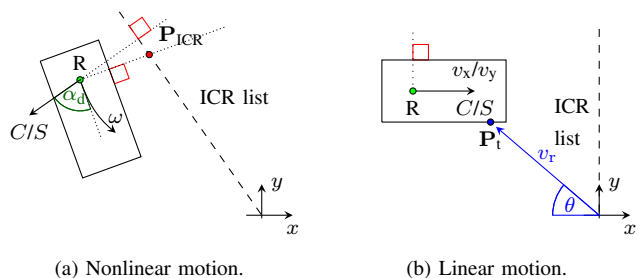 P_ICR
R
α_d
C/S
ω
ICR list
y
x
(a) Nonlinear motion.
v_x/v_y
R
C/S
P_t
ICR
list
v_r
θ
y
x
(b) Linear motion.